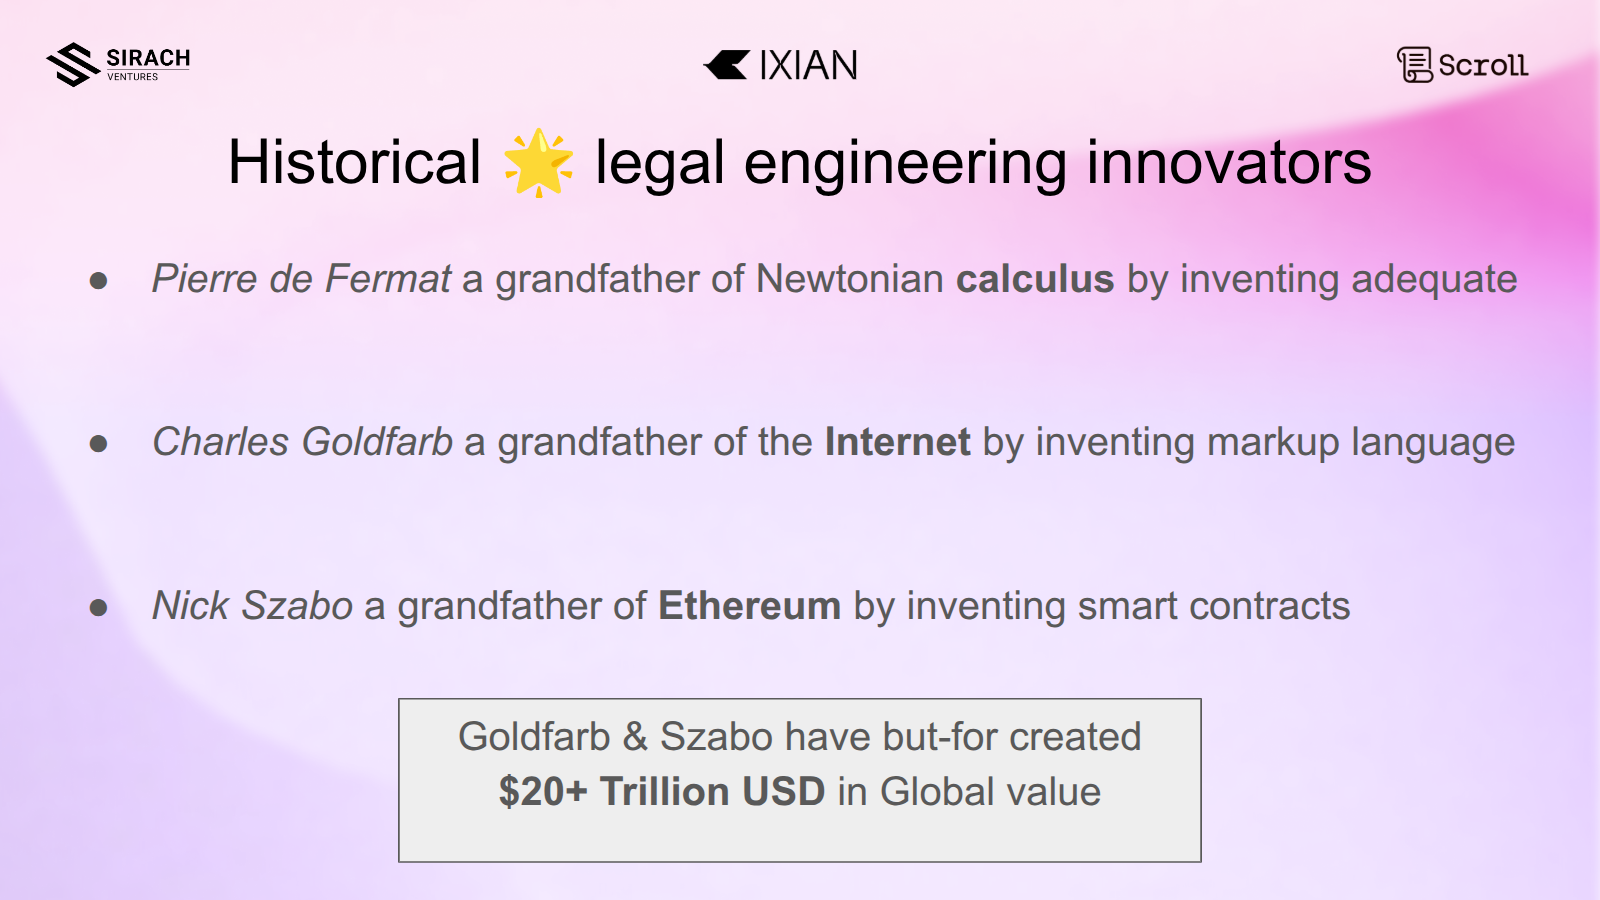 SIRACH
VENTURES
IXIAN
Scroll
Historical 🌟 legal engineering innovators
● Pierre de Fermat a grandfather of Newtonian calculus by inventing adequate
● Charles Goldfarb a grandfather of the Internet by inventing markup language
● Nick Szabo a grandfather of Ethereum by inventing smart contracts
Goldfarb & Szabo have but-for created
$20+ Trillion USD in Global value